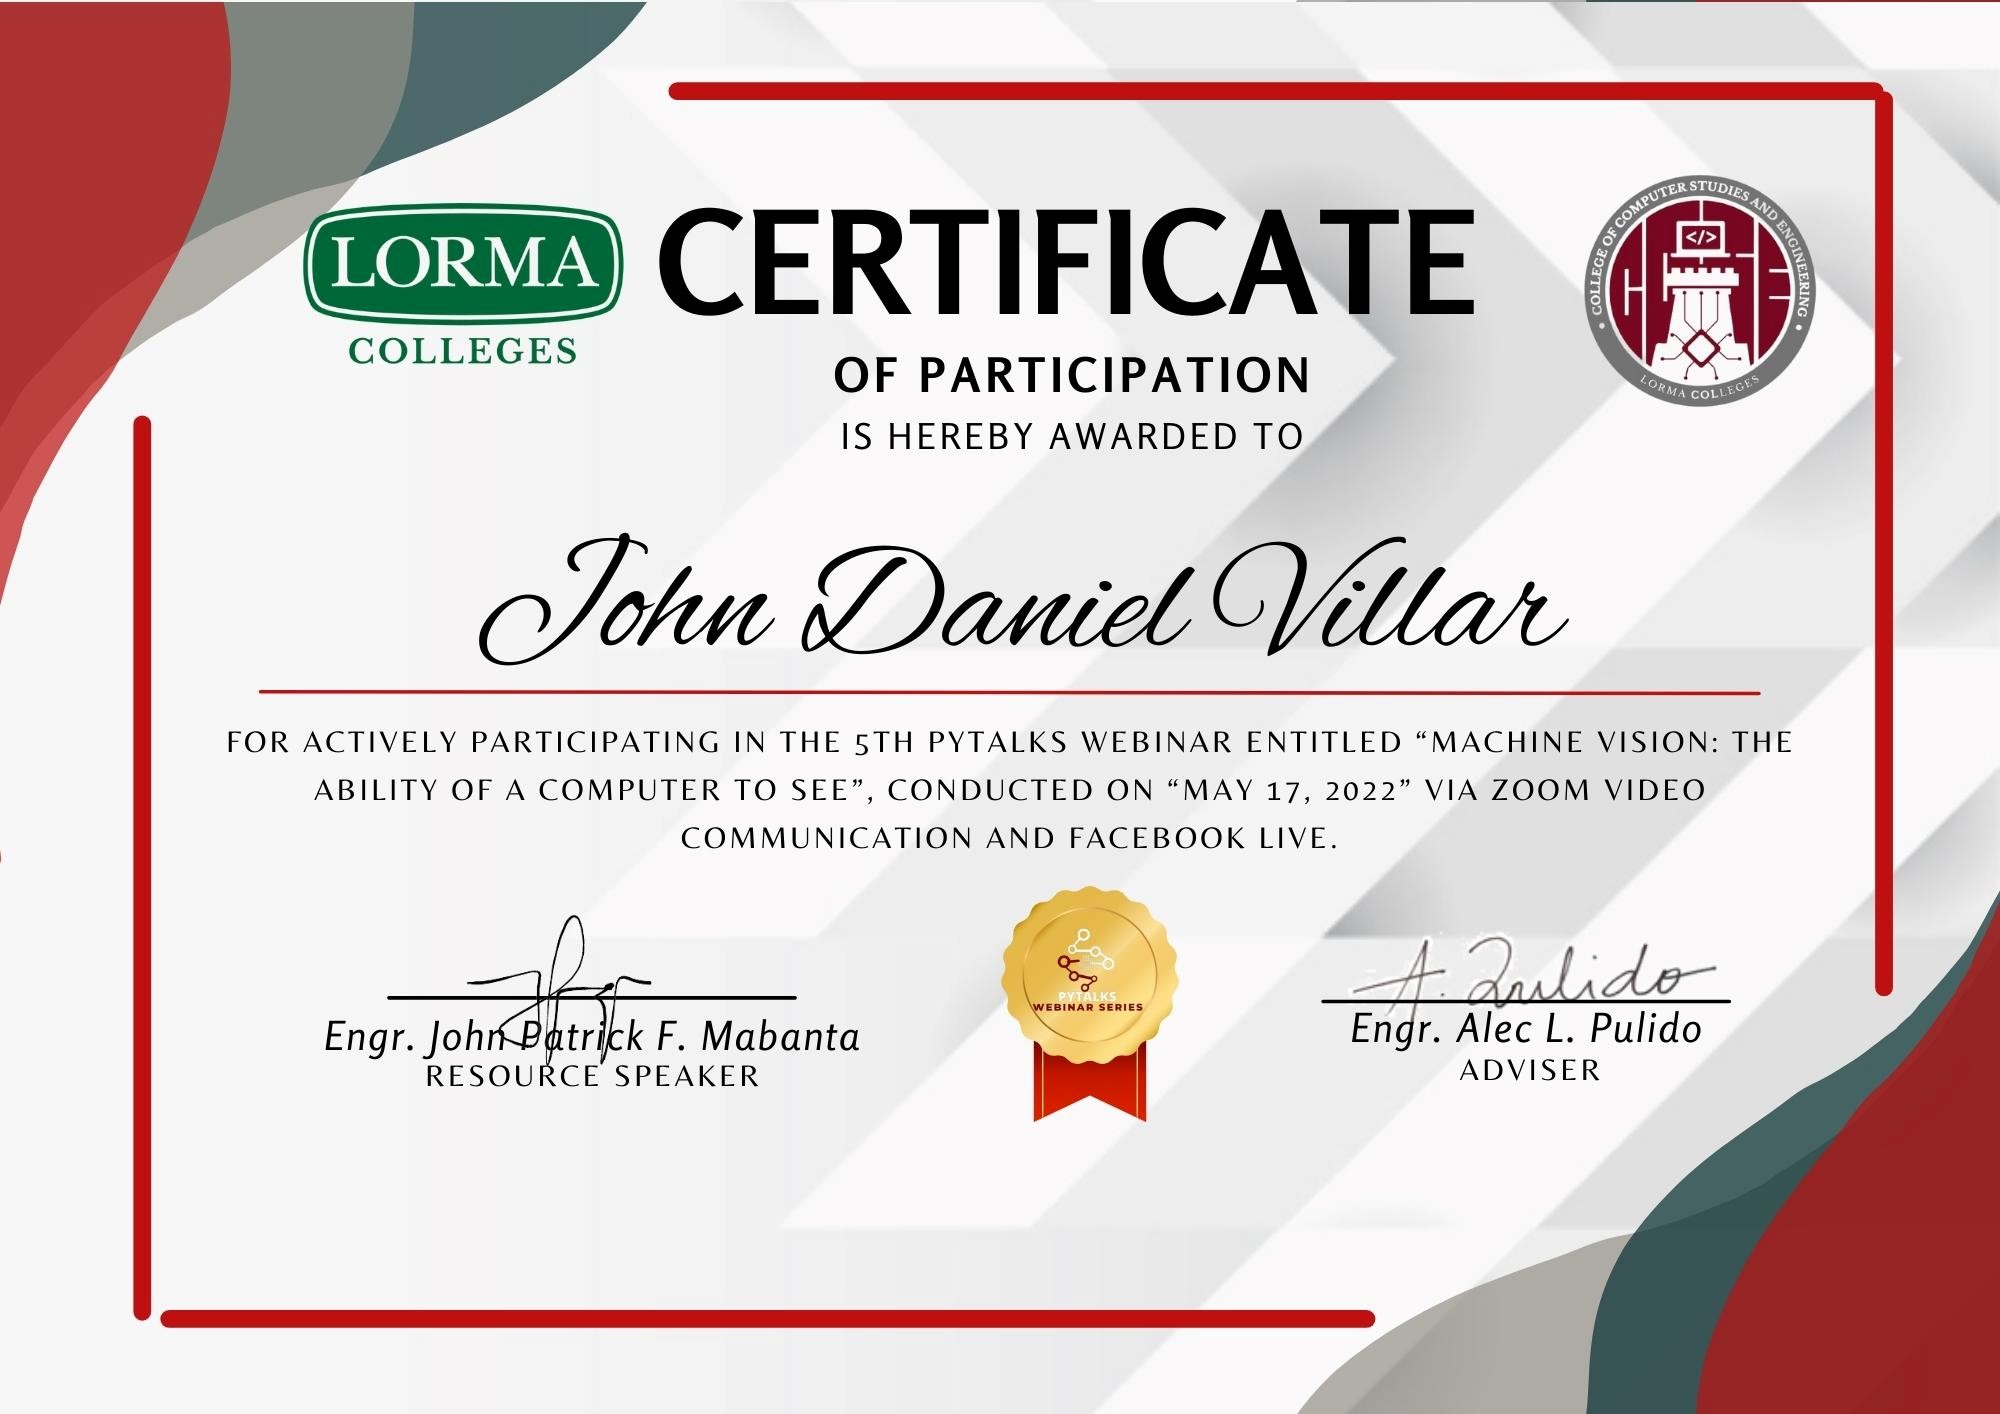 LORMA
COLLEGES
CERTIFICATE
COLLEGE OF COMPUTER STUDIES AND ENGINEERING
</>
LORMA COLLEGES
OF PARTICIPATION
IS HEREBY AWARDED TO
John Daniel Villar
FOR ACTIVELY PARTICIPATING IN THE 5TH PYTALKS WEBINAR ENTITLED “MACHINE VISION: THE
ABILITY OF A COMPUTER TO SEE”, CONDUCTED ON “MAY 17, 2022” VIA ZOOM VIDEO
COMMUNICATION AND FACEBOOK LIVE.
Engr. John Patrick F. Mabanta
RESOURCE SPEAKER
PYTALKS
WEBINAR SERIES
A. Pulido
Engr. Alec L. Pulido
ADVISER